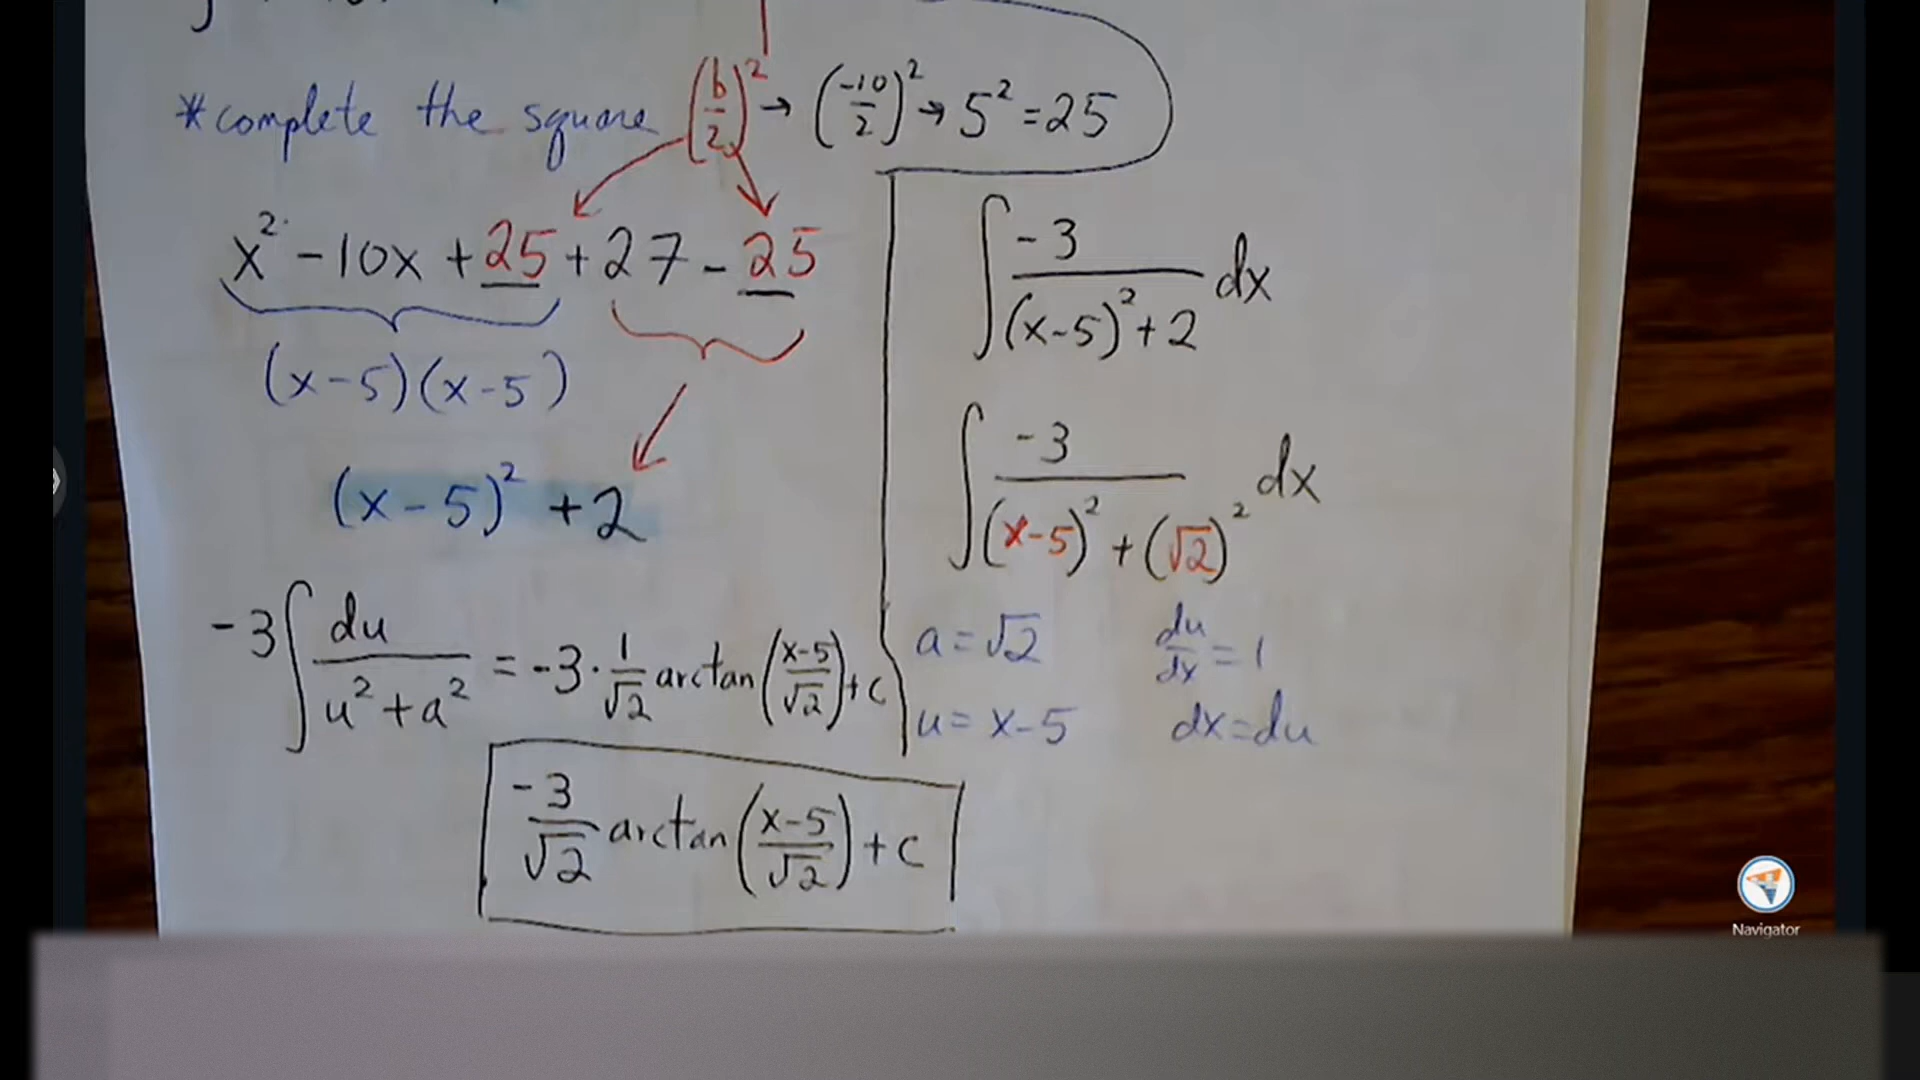 *complete the square (b/2)² → (-10/2)² → 5² = 25
x² - 10x + 25 + 27 - 25
(x-5)(x-5)
(x-5)² + 2
-3∫ du/(u² + a²) = -3 · 1/√2 arctan((x-5)/√2) + c
-3/√2 arctan((x-5)/√2) + c
∫ -3/((x-5)² + 2) dx
∫ -3/((x-5)² + (√2)²) dx
a = √2
du/dx = 1
u = x-5
dx = du
Navigator